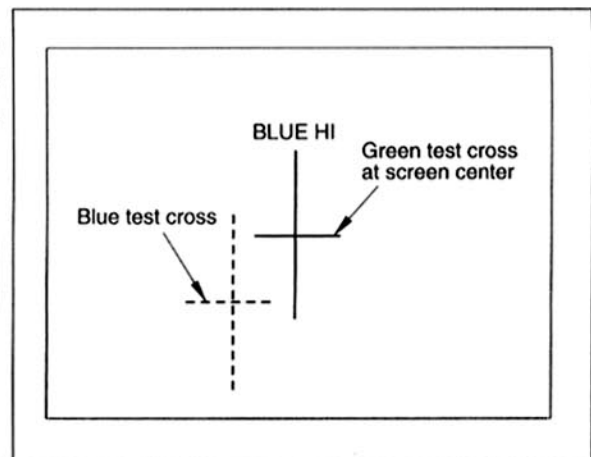 BLUE HI
Green test cross
at screen center
Blue test cross